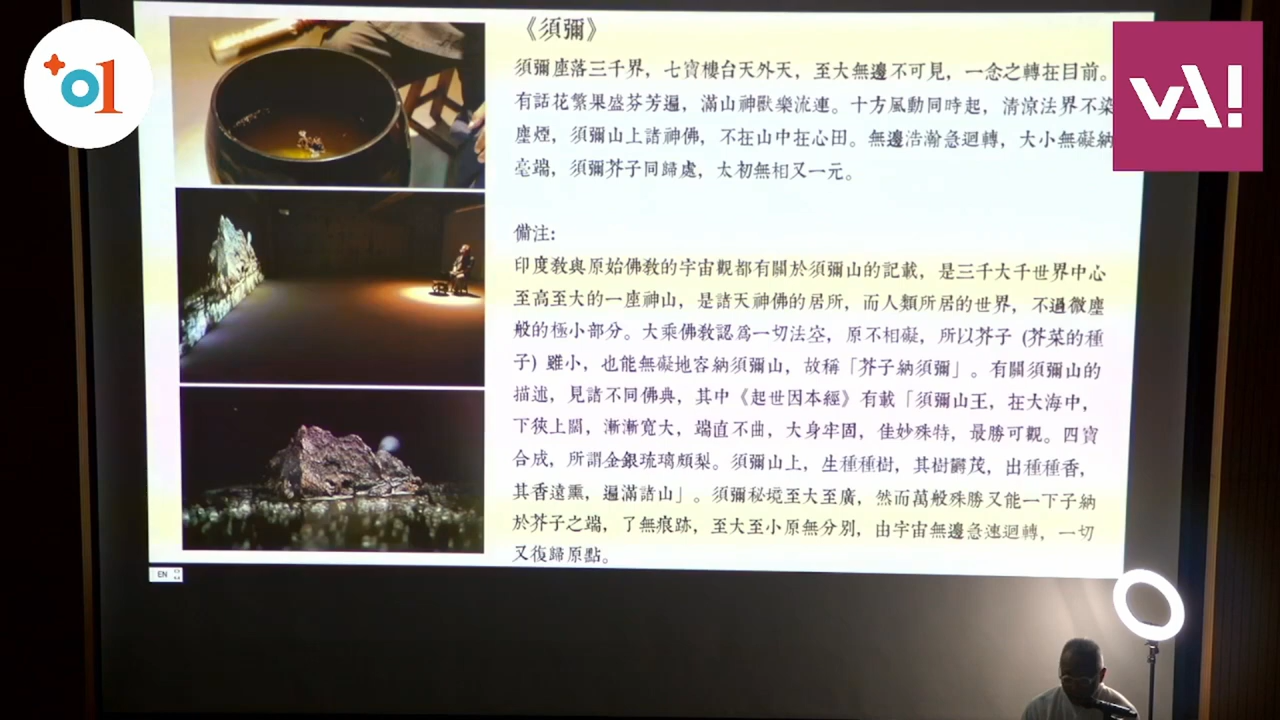 +01
vA!
《須彌》
須彌座落三千界，七寶樓台天外天，至大無邊不可見，一念之轉在目前。
有話花繁果盛芬芳遍，滿山神獸樂流連。十方風動同時起，清涼法界不染
塵煙，須彌山上諸神佛，不在山中在心田。無邊浩瀚急迴轉，大小無礙納
毫端，須彌芥子同歸處，太初無相又一元。
備注：
印度教與原始佛教的宇宙觀都有關於須彌山的記載，是三千大千世界中心
至高至大的一座神山，是諸天神佛的居所，而人類所居的世界，不過微塵
般的極小部分。大乘佛教認為一切法空，原不相礙，所以芥子 (芥菜的種
子) 雖小，也能無礙地容納須彌山，故稱「芥子納須彌」。有關須彌山的
描述，見諸不同佛典，其中《起世因本經》有載「須彌山王，在大海中，
下狹上闊，漸漸寬大，端直不曲，大身牢固，佳妙殊特，最勝可觀。四寶
合成，所謂金銀琉璃頗梨。須彌山上，生種種樹，其樹鬱茂，出種種香，
其香遠熏，遍滿諸山」。須彌秘境至大至廣，然而萬般殊勝又能一下子納
於芥子之端，了無痕跡，至大至小原無分別，由宇宙無邊急速迴轉，一切
又復歸原點。
EN